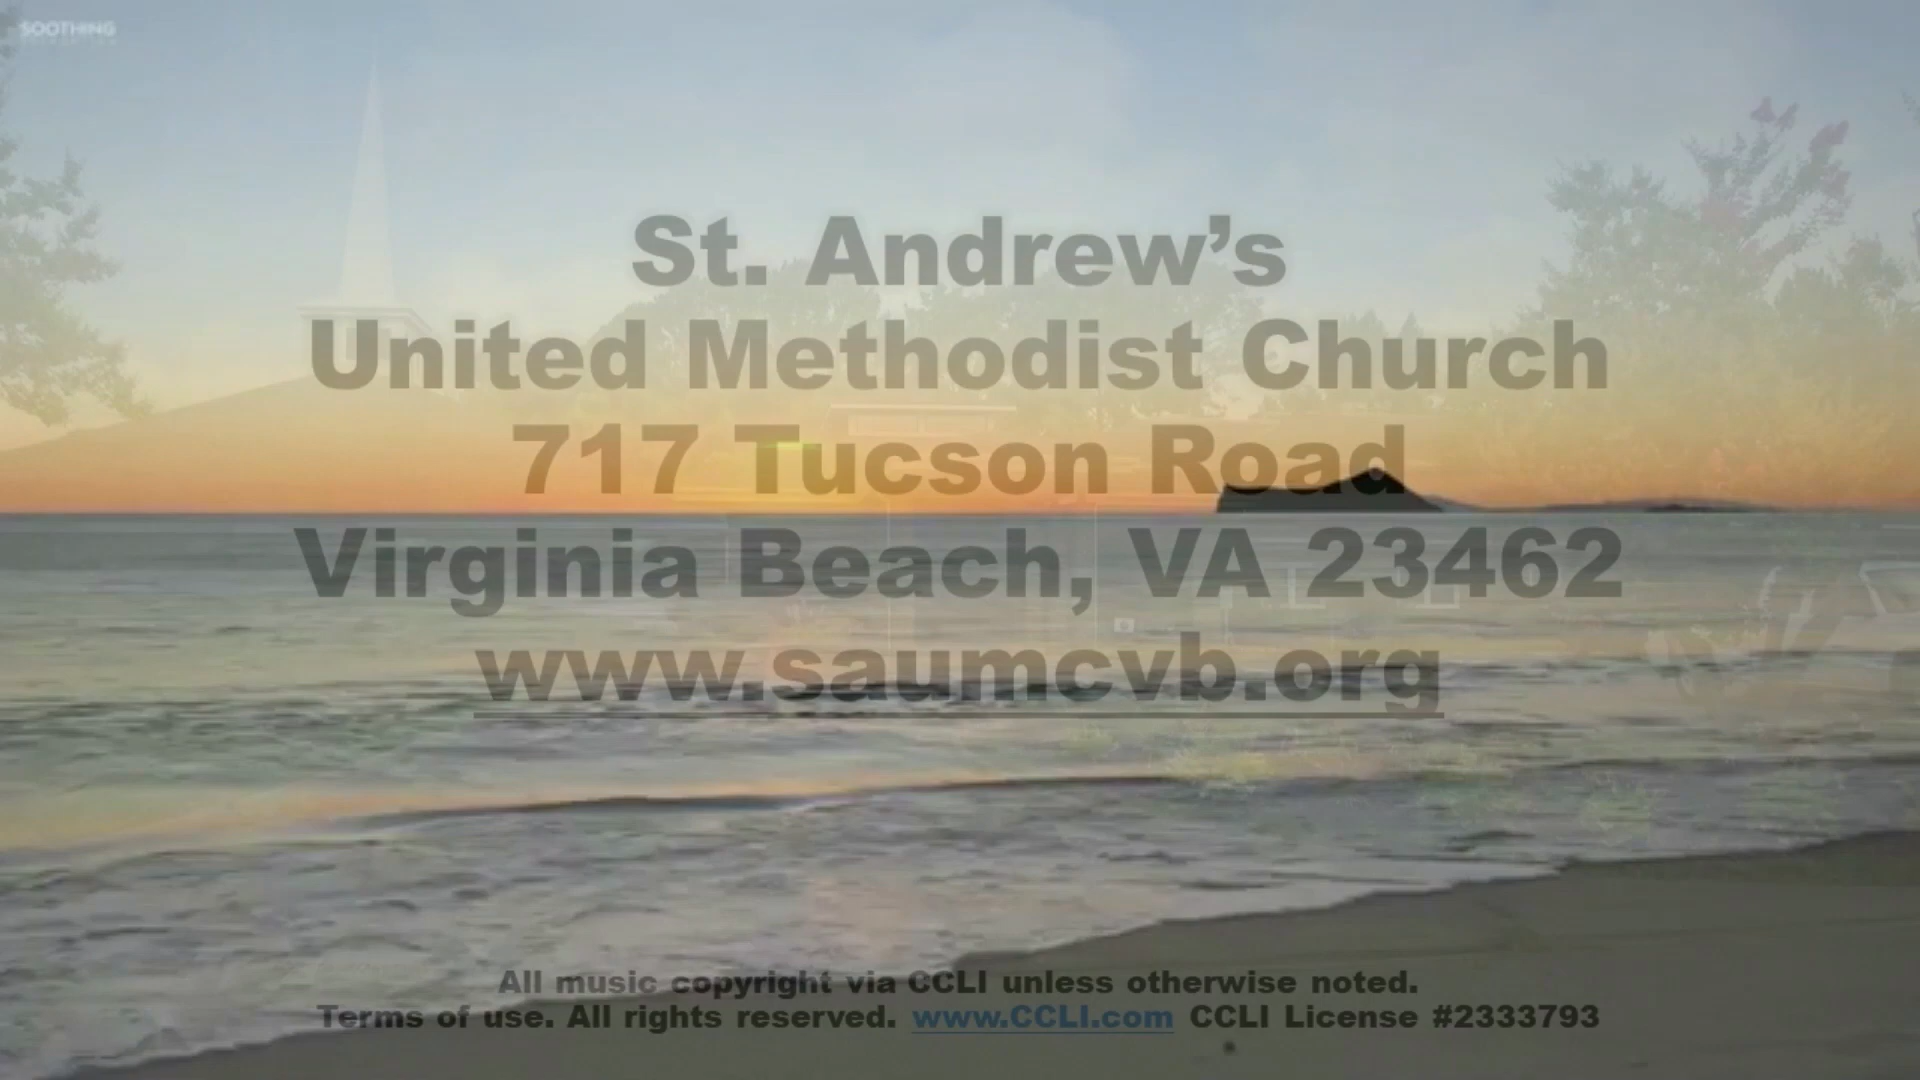 SOOTHING
St. Andrew’s
United Methodist Church
717 Tucson Road
Virginia Beach, VA 23462
www.saumcvb.org
All music copyright via CCLI unless otherwise noted.
Terms of use. All rights reserved. www.CCLI.com CCLI License #2333793